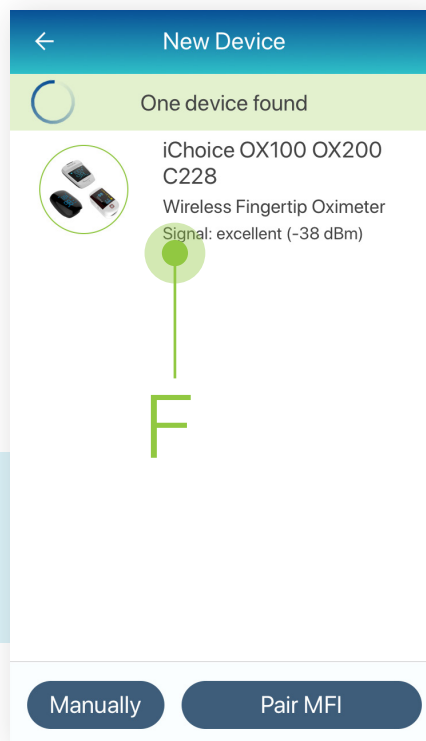 New Device
One device found
iChoice OX100 OX200
C228
Wireless Fingertip Oximeter
Signal: excellent (-38 dBm)
F
Manually
Pair MFI